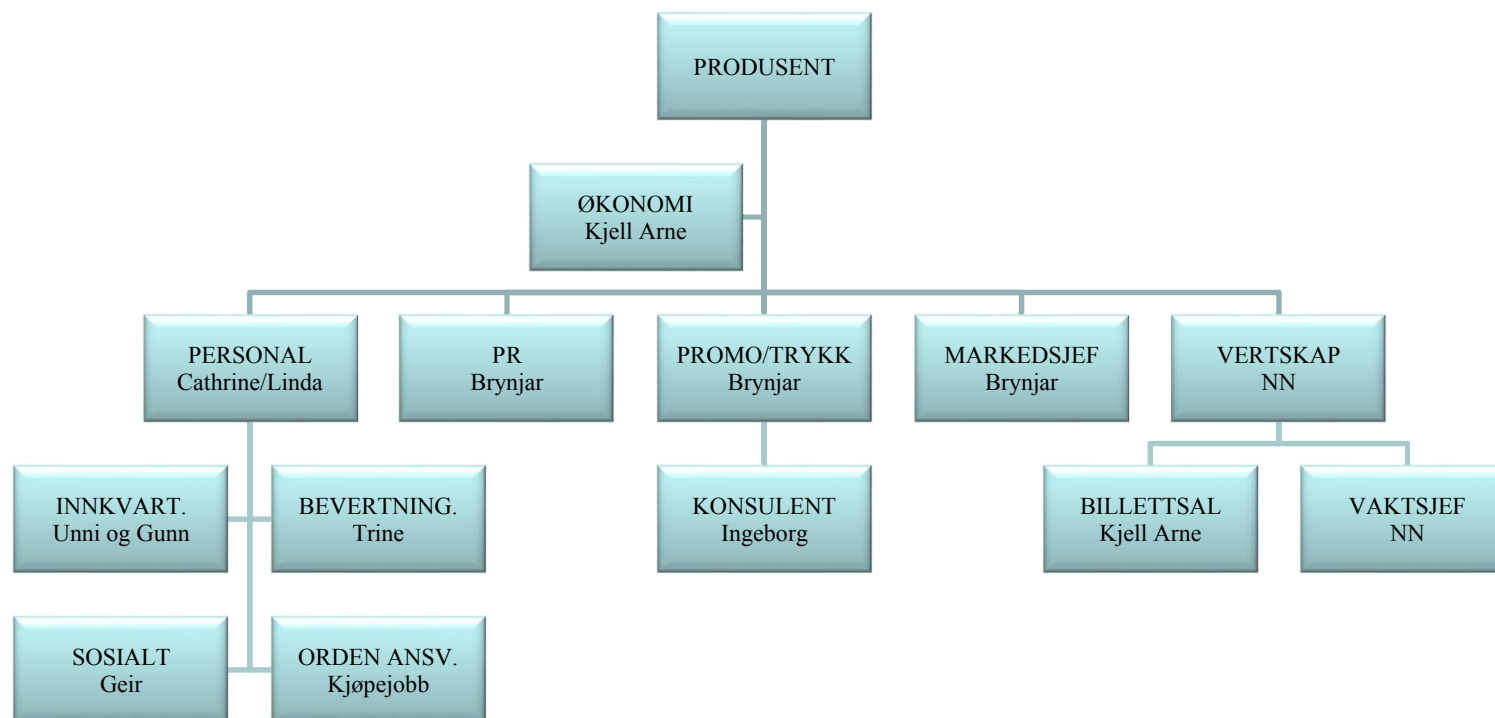 PRODUSENT
ØKONOMI
Kjell Arne
PERSONAL
Cathrine/Linda
PR
Brynjar
PROMO/TRYKK
Brynjar
MARKEDSJEF
Brynjar
VERTSKAP
NN
INNKVART.
Unni og Gunn
BEVERTNING.
Trine
KONSULENT
Ingeborg
BILLETTSAL
Kjell Arne
VAKTSJEF
NN
SOSIALT
Geir
ORDEN ANSV.
Kjøpejobb